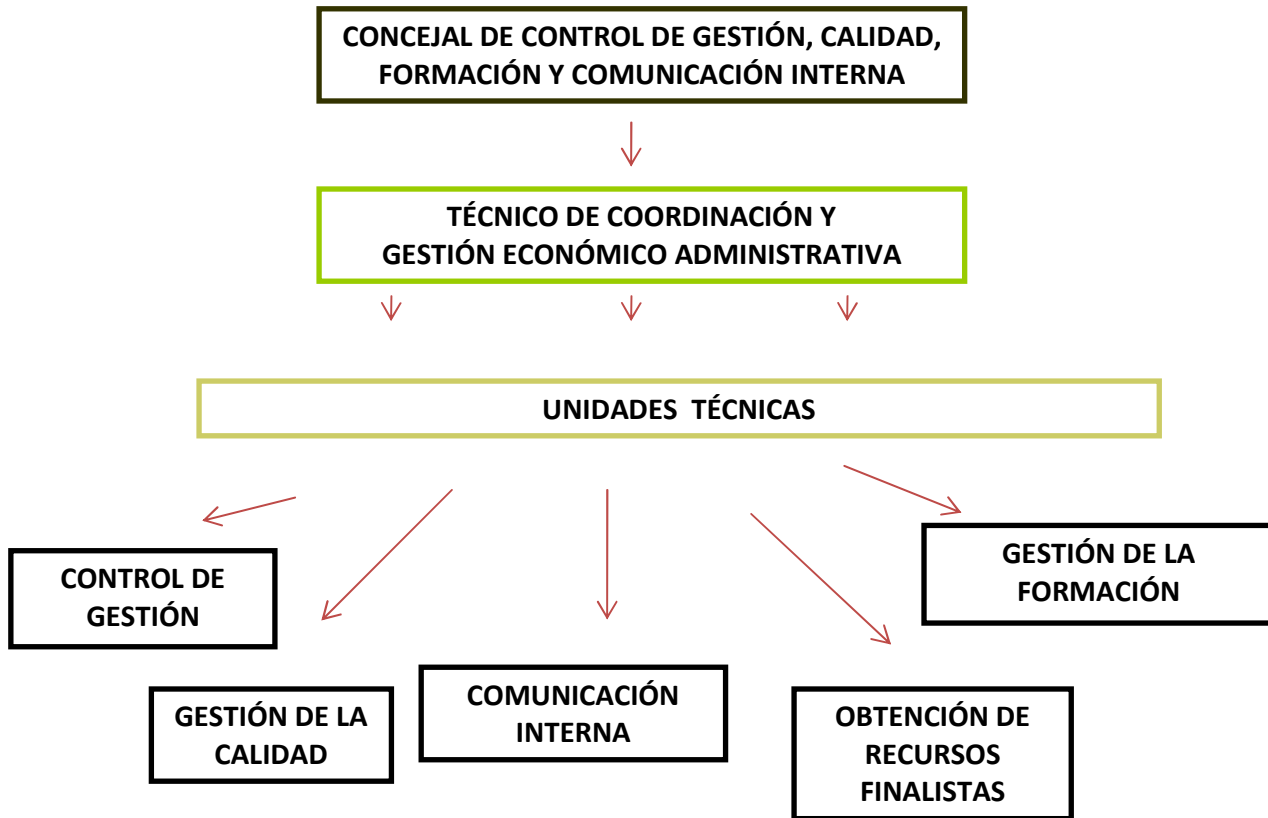 CONCEJAL DE CONTROL DE GESTIÓN, CALIDAD,
FORMACIÓN Y COMUNICACIÓN INTERNA
TÉCNICO DE COORDINACIÓN Y
GESTIÓN ECONÓMICO ADMINISTRATIVA
UNIDADES TÉCNICAS
CONTROL DE
GESTIÓN
GESTIÓN DE LA
CALIDAD
COMUNICACIÓN
INTERNA
OBTENCIÓN DE
RECURSOS
FINALISTAS
GESTIÓN DE LA
FORMACIÓN